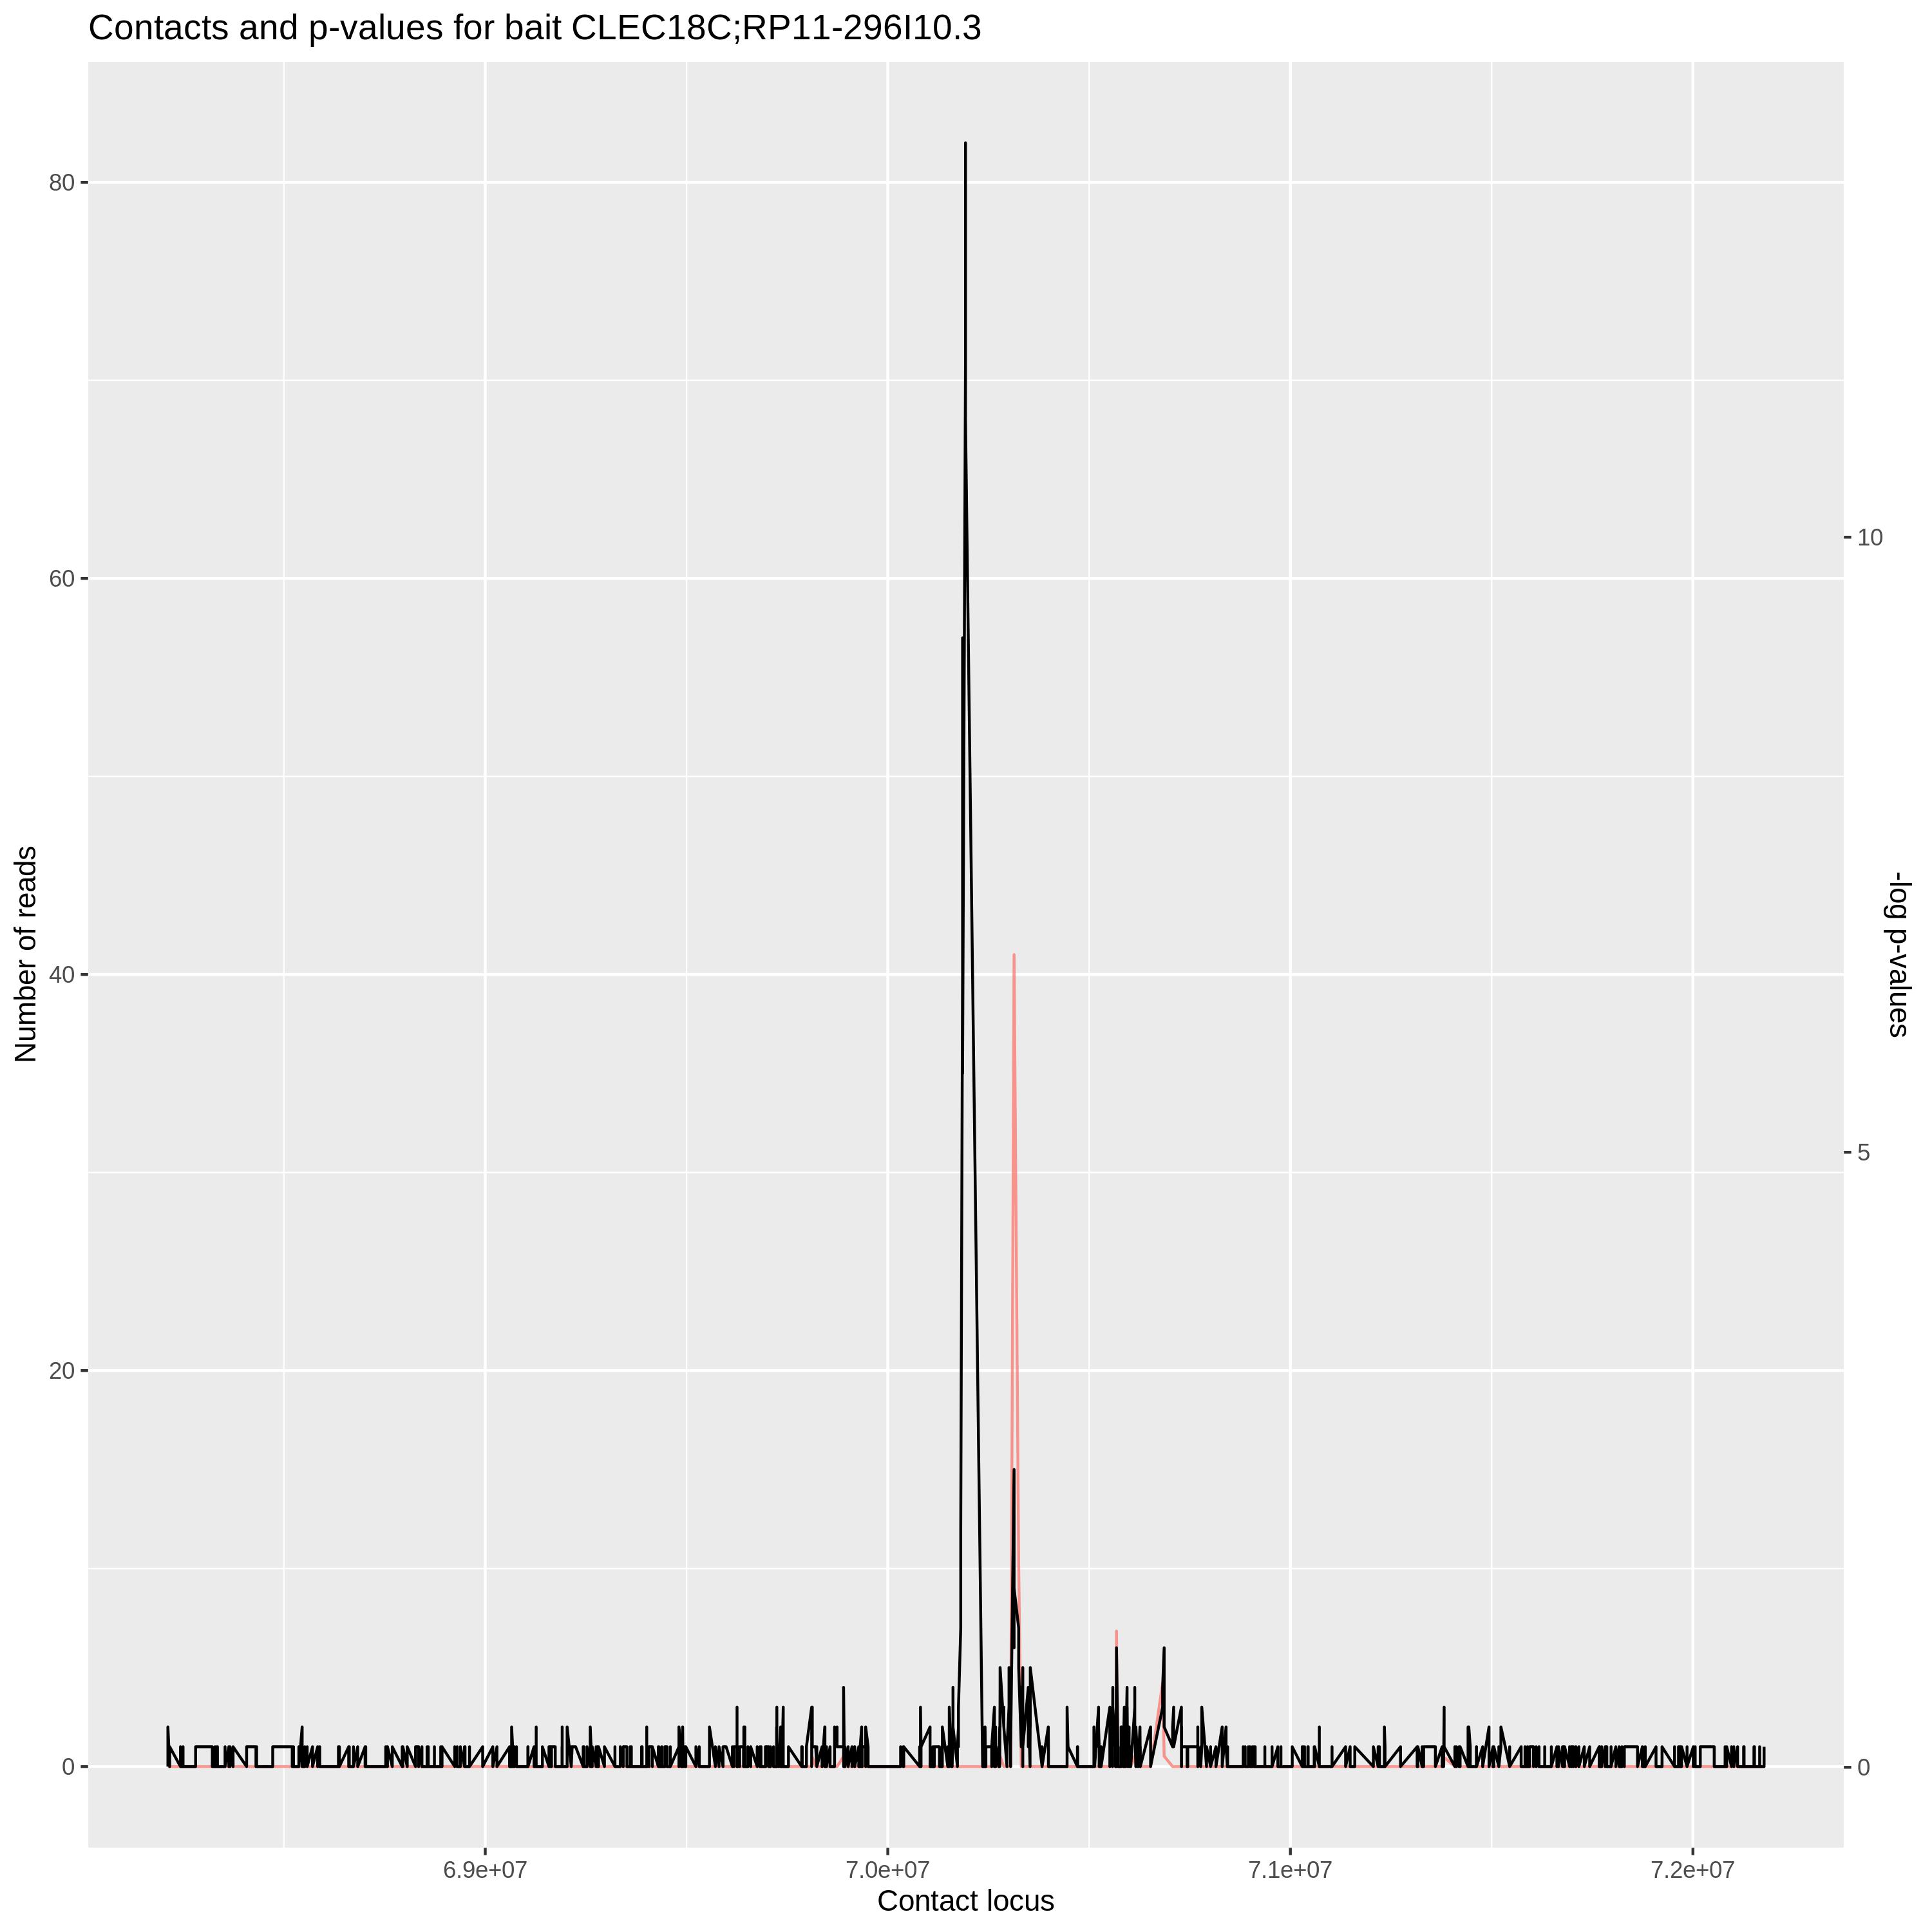 Contacts and p-values for bait CLEC18C;RP11-296I10.3
80
60
40
20
0
Number of reads
10
5
0
-log p-values
6.9e+07
7.0e+07
7.1e+07
7.2e+07
Contact locus